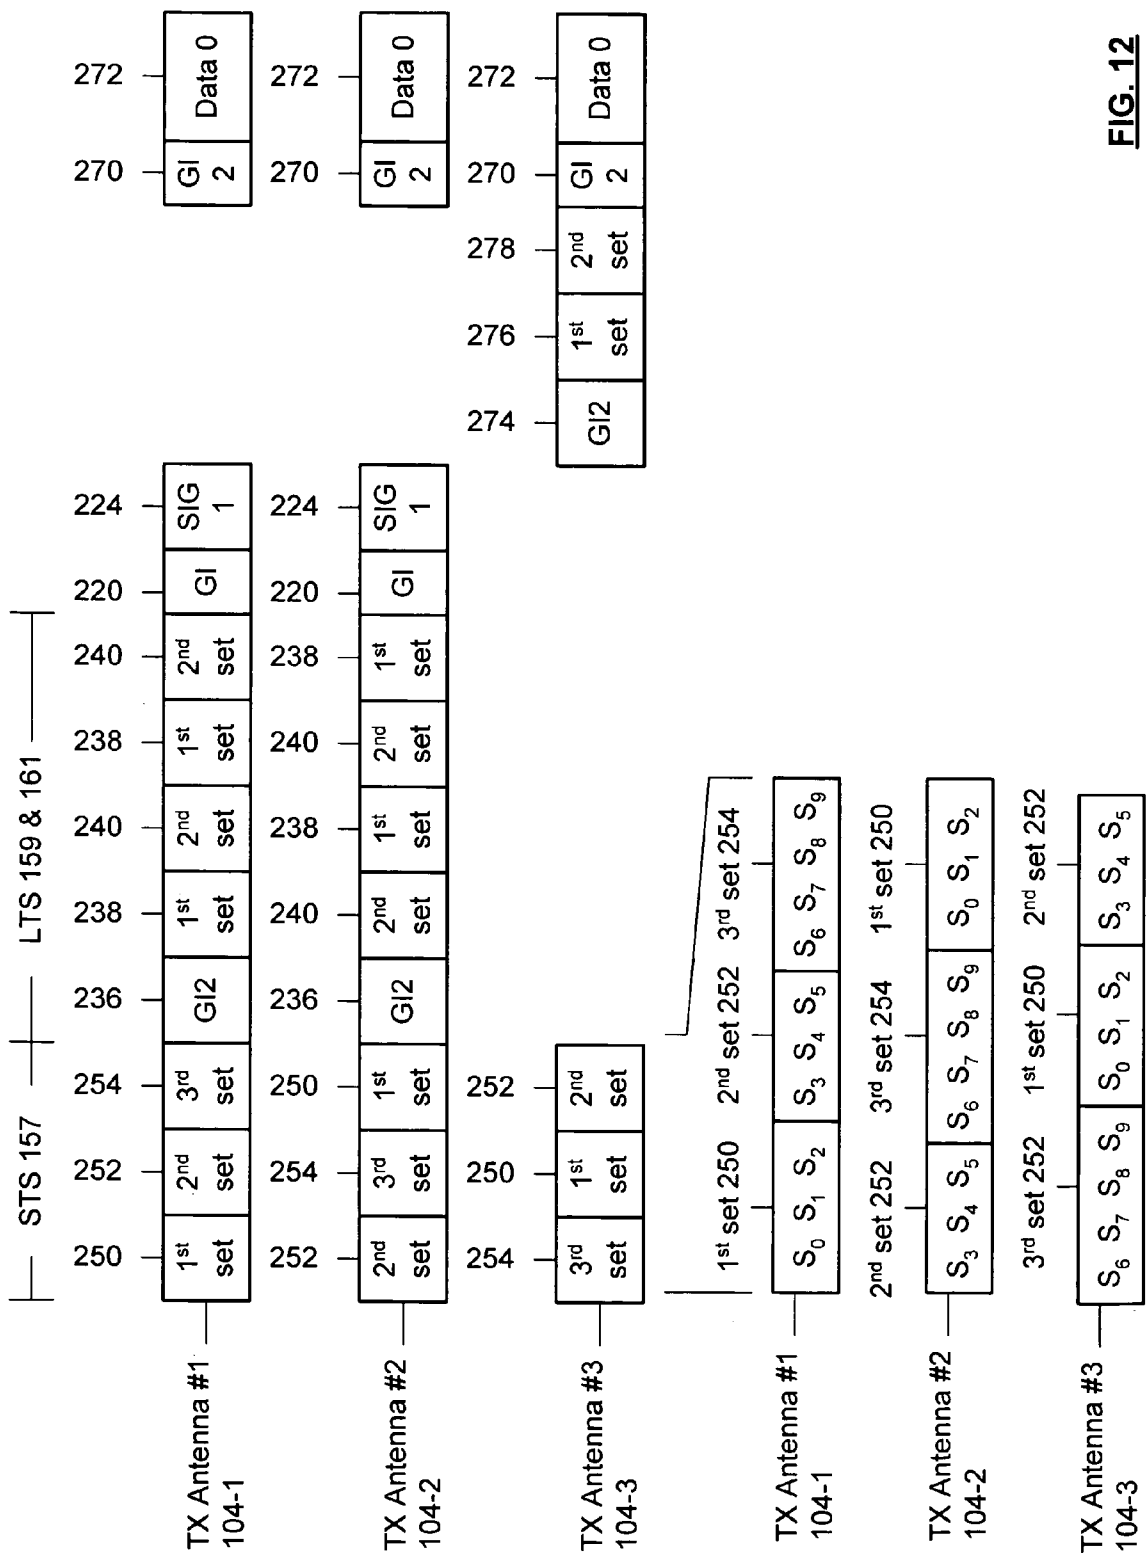 STS 157 LTS 159 & 161
250 252 254 236 238 240 238 240 220 224 270 272
TX Antenna #1
104-1
1st set 2nd set 3rd set GI2 1st set 2nd set 1st set 2nd set GI SIG 1 GI 2 Data 0
252 254 250 236 240 238 240 238 220 224 270 272
TX Antenna #2
104-2
2nd set 3rd set 1st set GI2 2nd set 1st set 2nd set 1st set GI SIG 1 GI 2 Data 0
254 250 252 274 276 278 270 272
TX Antenna #3
104-3
3rd set 1st set 2nd set GI2 1st set 2nd set GI 2 Data 0
1st set 250 2nd set 252 3rd set 254
TX Antenna #1
104-1
S0 S1 S2 S3 S4 S5 S6 S7 S8 S9
2nd set 252 3rd set 254 1st set 250
TX Antenna #2
104-2
S3 S4 S5 S6 S7 S8 S9 S0 S1 S2
3rd set 252 1st set 250 2nd set 252
TX Antenna #3
104-3
S6 S7 S8 S9 S0 S1 S2 S3 S4 S5
FIG. 12